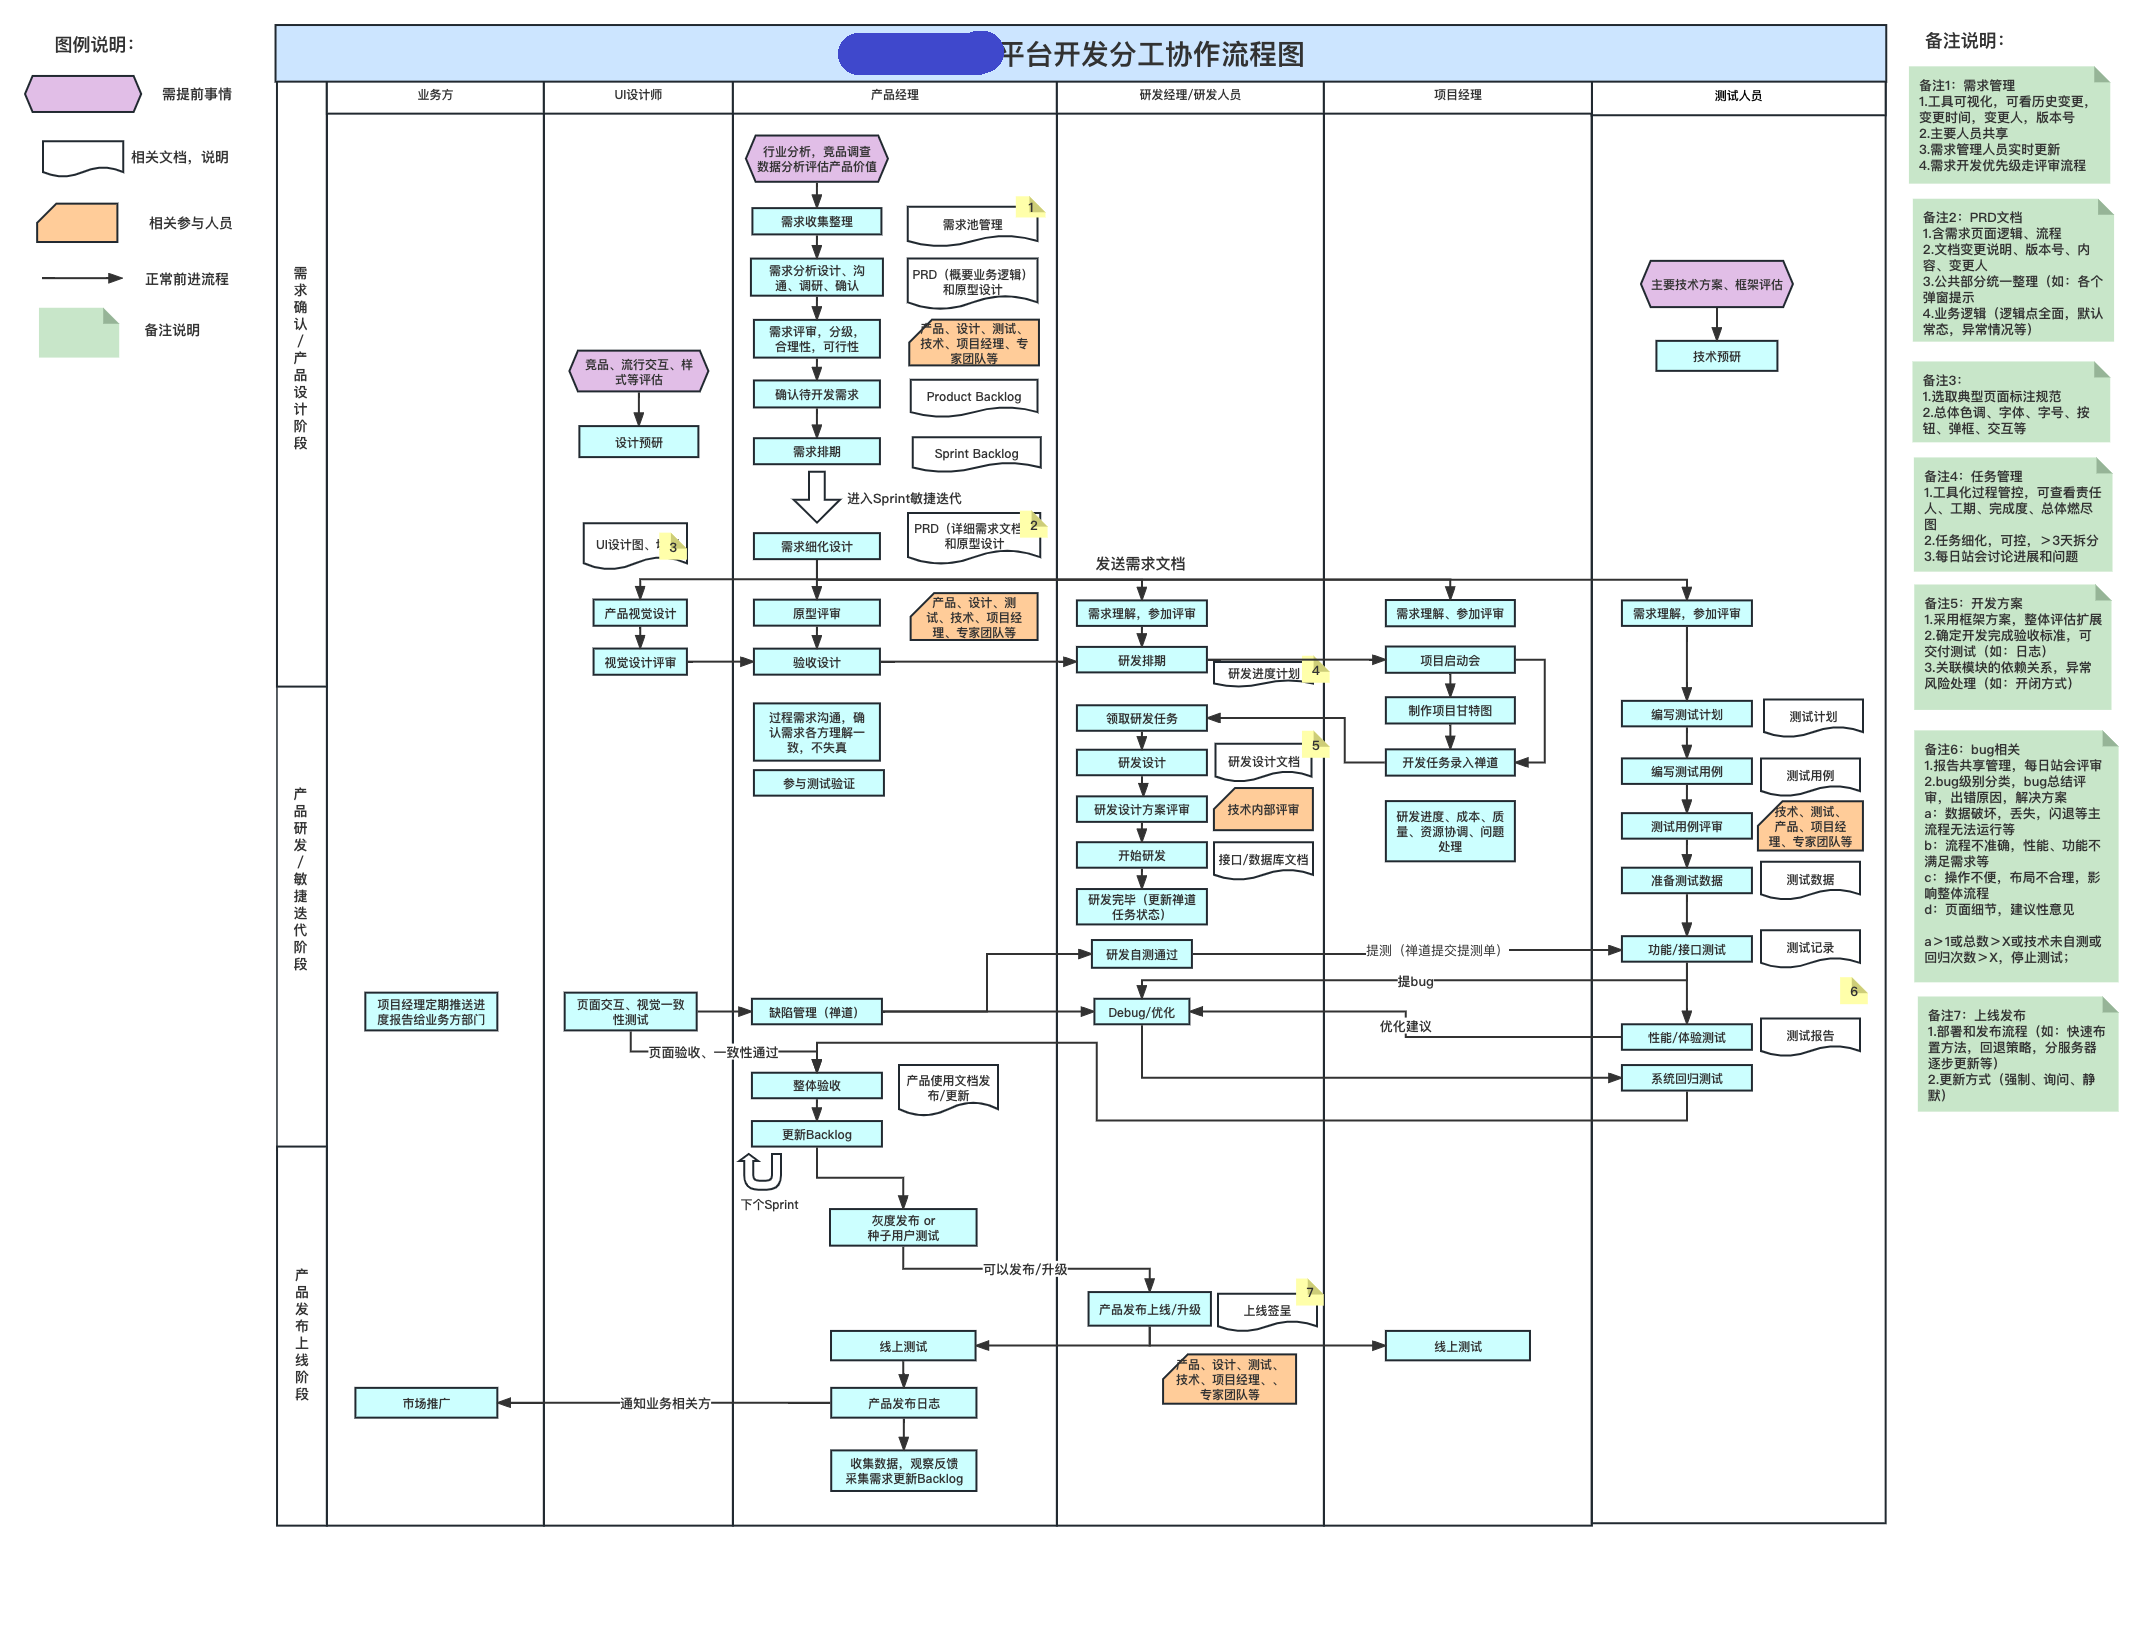 图例说明：
需提前事情
相关文档，说明
相关参与人员
正常前进流程
备注说明
平台开发分工协作流程图
业务方
UI设计师
产品经理
研发经理/研发人员
项目经理
测试人员
需求确认/产品设计阶段
行业分析，竞品调查
数据分析评估产品价值
需求收集整理
需求池管理
1
需求分析设计、沟
通、调研、确认
PRD（概要业务逻辑）
和原型设计
需求评审，分级，
合理性，可行性
产品、设计、测试、
技术、项目经理、专
家团队等
确认待开发需求
Product Backlog
需求排期
Sprint Backlog
竞品、流行交互、样
式等评估
设计预研
主要技术方案、框架评估
技术预研
进入Sprint敏捷迭代
UI设计图、
3
需求细化设计
PRD（详细需求文档
和原型设计
2
发送需求文档
产品视觉设计
原型评审
产品、设计、测
试、技术、项目经
理、专家团队等
需求理解，参加评审
需求理解、参加评审
需求理解，参加评审
视觉设计评审
验收设计
研发排期
研发进度计划
4
项目启动会
产品研发/敏捷迭代阶段
过程需求沟通，确
认需求各方理解一
致，不失真
参与测试验证
领取研发任务
研发设计
研发设计文档
5
研发设计方案评审
技术内部评审
开始研发
接口/数据库文档
研发完毕（更新禅道
任务状态）
制作项目甘特图
开发任务录入禅道
研发进度、成本、质
量、资源协调、问题
处理
编写测试计划
测试计划
编写测试用例
测试用例
测试用例评审
技术、测试、
产品、项目经
理、专家团队等
准备测试数据
测试数据
研发自测通过
提测（禅道提交提测单）
功能/接口测试
测试记录
提bug
6
项目经理定期推送进
度报告给业务方部门
页面交互、视觉一致
性测试
缺陷管理（禅道）
Debug/优化
优化建议
性能/体验测试
测试报告
页面验收、一致性通过
整体验收
产品使用文档发
布/更新
系统回归测试
更新Backlog
下个Sprint
产品发布上线阶段
灰度发布 or
种子用户测试
可以发布/升级
产品发布上线/升级
上线签呈
7
线上测试
线上测试
产品、设计、测试、
技术、项目经理、、
专家团队等
市场推广
通知业务相关方
产品发布日志
收集数据，观察反馈
采集需求更新Backlog
备注说明：
备注1：需求管理
1.工具可视化，可看历史变更，
变更时间，变更人，版本号
2.主要人员共享
3.需求管理人员实时更新
4.需求开发优先级走评审流程
备注2：PRD文档
1.含需求页面逻辑、流程
2.文档变更说明、版本号、内
容、变更人
3.公共部分统一整理（如：各个
弹窗提示
4.业务逻辑（逻辑点全面，默认
常态，异常情况等）
备注3：
1.选取典型页面标注规范
2.总体色调、字体、字号、按
钮、弹框、交互等
备注4：任务管理
1.工具化过程管控，可查看责任
人、工期、完成度、总体燃尽
图
2.任务细化，可控，＞3天拆分
3.每日站会讨论进展和问题
备注5：开发方案
1.采用框架方案，整体评估扩展
2.确定开发完成验收标准，可
交付测试（如：日志）
3.关联模块的依赖关系，异常
风险处理（如：开闭方式）
备注6：bug相关
1.报告共享管理，每日站会评审
2.bug级别分类，bug总结评
审，出错原因，解决方案
a：数据破坏，丢失，闪退等主
流程无法运行等
b：流程不准确，性能、功能不
满足需求等
c：操作不便，布局不合理，影
响整体流程
d：页面细节，建议性意见
a＞1或总数＞X或技术未自测或
回归次数＞X，停止测试；
备注7：上线发布
1.部署和发布流程（如：快速布
置方法，回退策略，分服务器
逐步更新等）
2.更新方式（强制、询问、静
默）